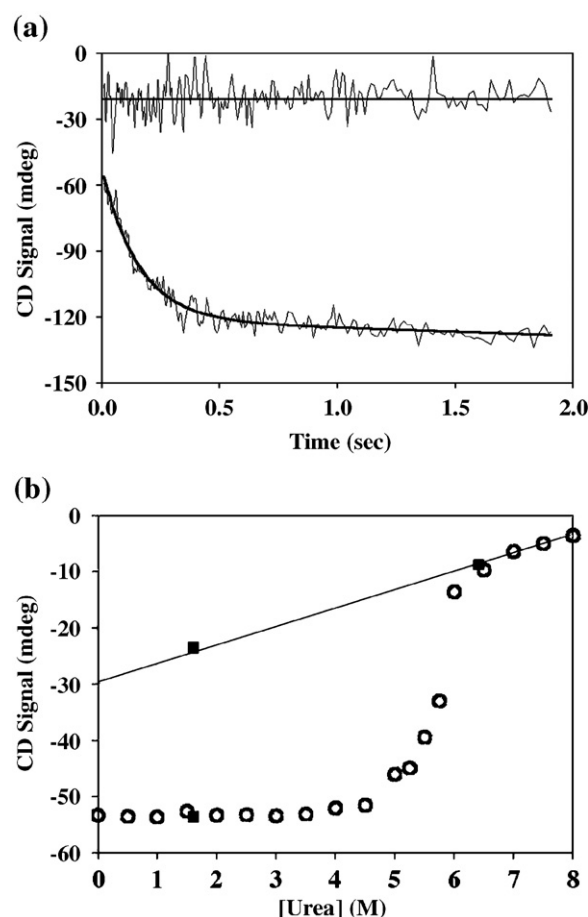 (a)
0
-30
-60
-90
-120
-150
CD Signal (mdeg)
0.0 0.5 1.0 1.5 2.0
Time (sec)
(b)
0
-10
-20
-30
-40
-50
-60
CD Signal (mdeg)
0 1 2 3 4 5 6 7 8
[Urea] (M)